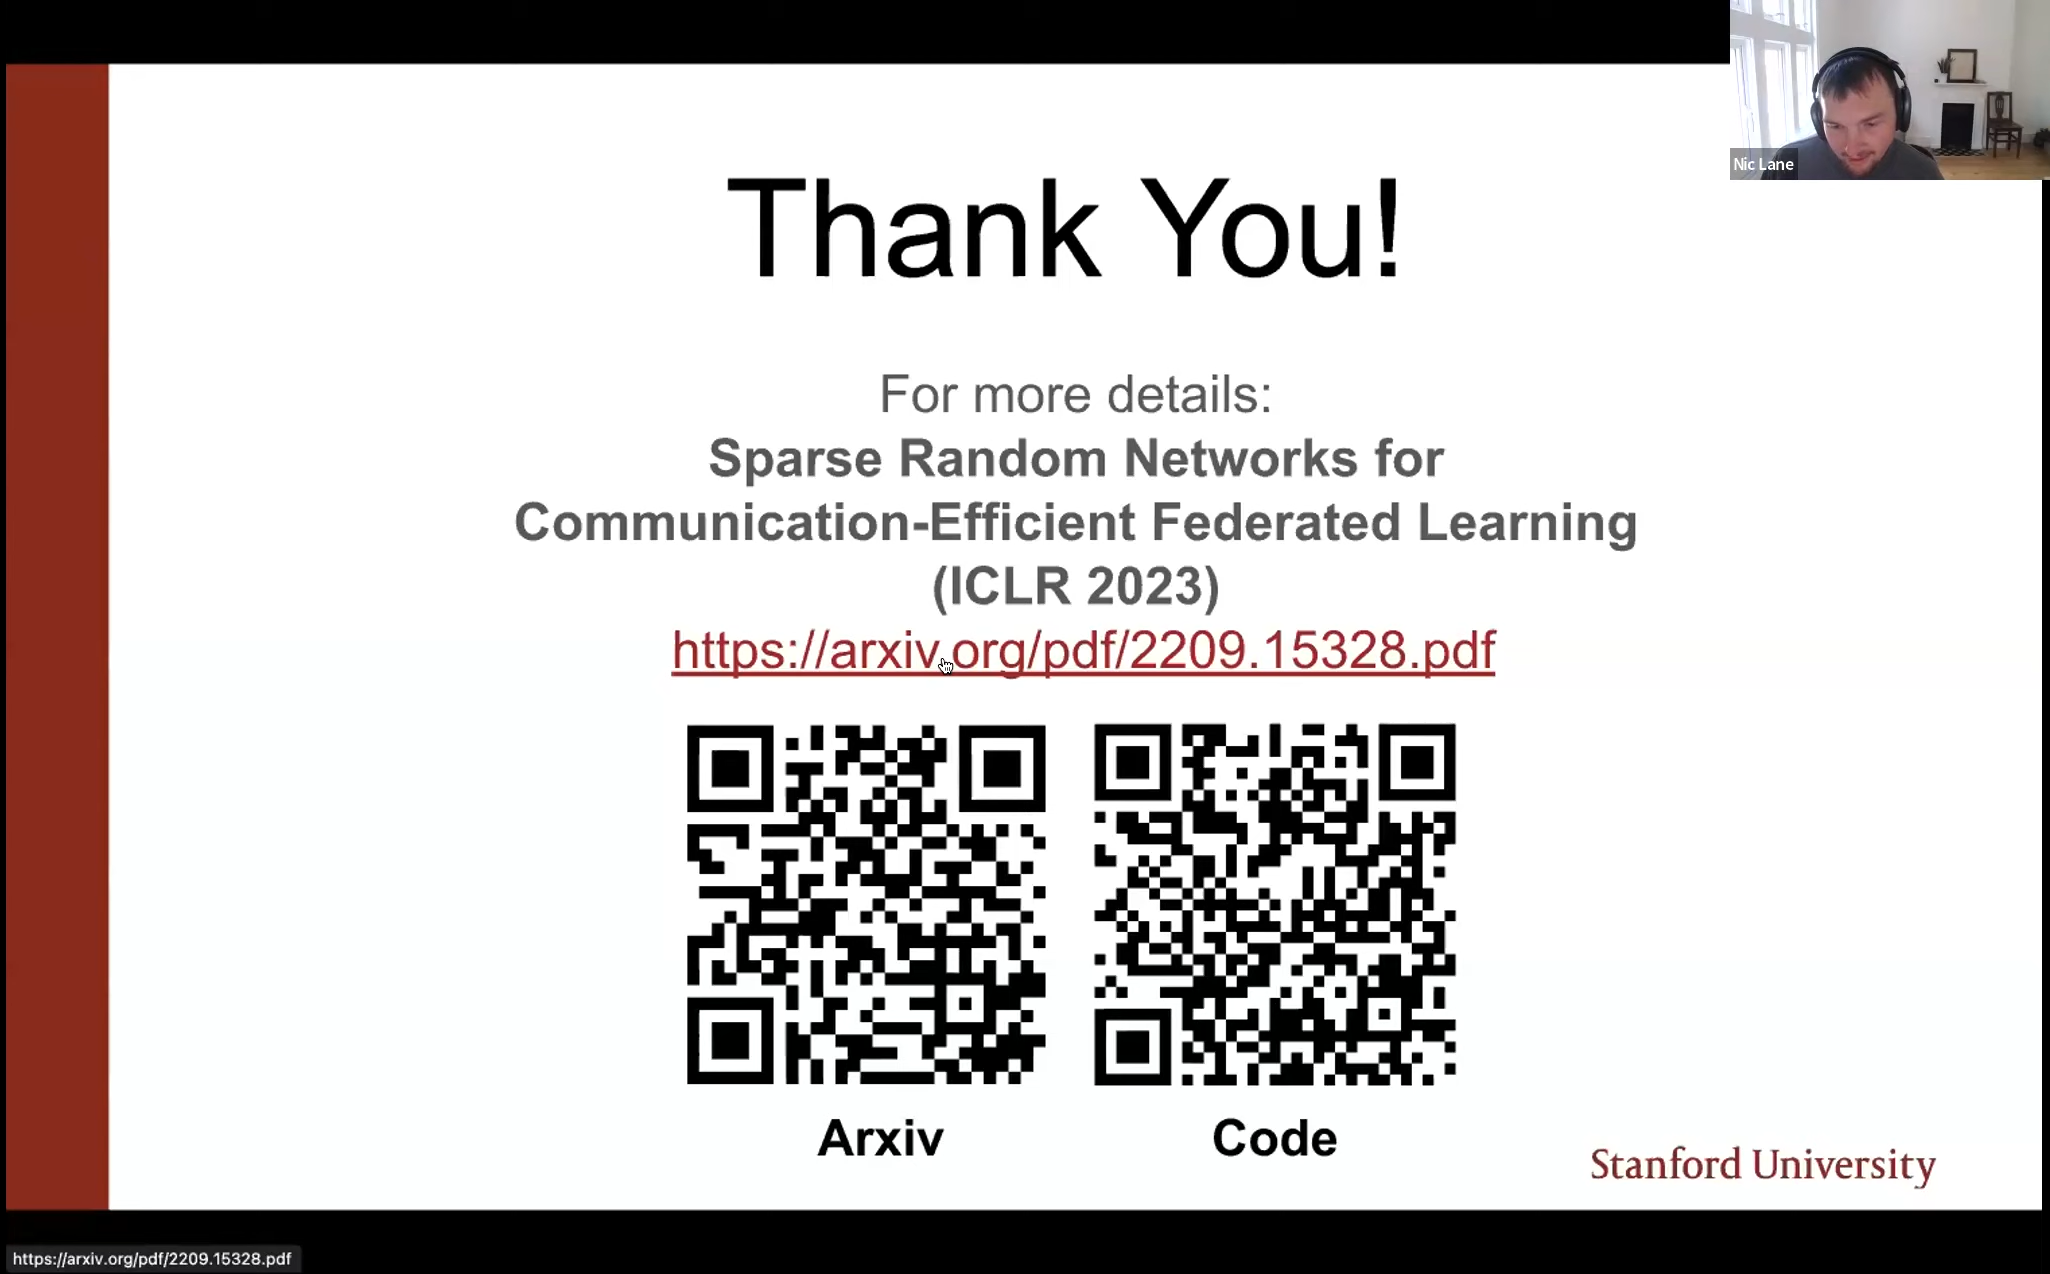 Nic Lane
Thank You!
For more details:
Sparse Random Networks for
Communication-Efficient Federated Learning
(ICLR 2023)
https://arxiv.org/pdf/2209.15328.pdf
Arxiv
Code
Stanford University
https://arxiv.org/pdf/2209.15328.pdf